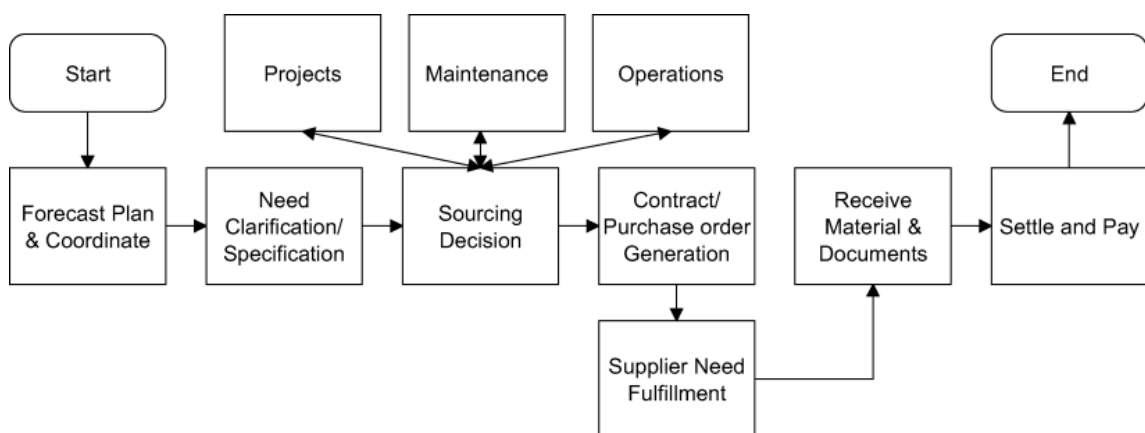 Start
Projects
Maintenance
Operations
End
Forecast Plan
& Coordinate
Need
Clarification/
Specification
Sourcing
Decision
Contract/
Purchase order
Generation
Receive
Material &
Documents
Settle and Pay
Supplier Need
Fulfillment